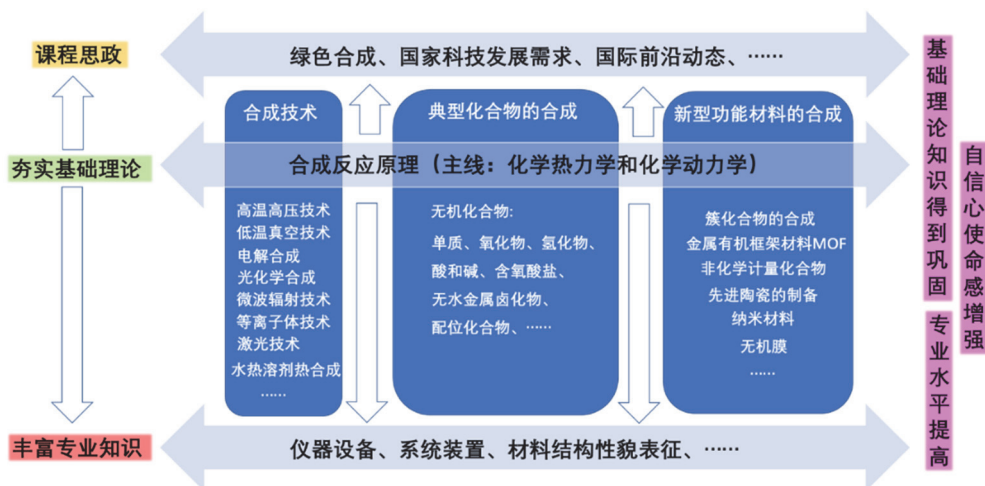 课程思政
绿色合成、国家科技发展需求、国际前沿动态、······
合成技术
典型化合物的合成
新型功能材料的合成
夯实基础理论
合成反应原理（主线：化学热力学和化学动力学）
高温高压技术
低温真空技术
电解合成
光化学合成
微波辐射技术
等离子体技术
激光技术
水热溶剂热合成
······
无机化合物:
单质、氧化物、氢化物、
酸和碱、含氧酸盐、
无水金属卤化物、
配位化合物、······
簇化合物的合成
金属有机框架材料MOF
非化学计量化合物
先进陶瓷的制备
纳米材料
无机膜
······
丰富专业知识
仪器设备、系统装置、材料结构性貌表征、······
基础理论知识得到巩固
专业水平提高
自信心使命感增强